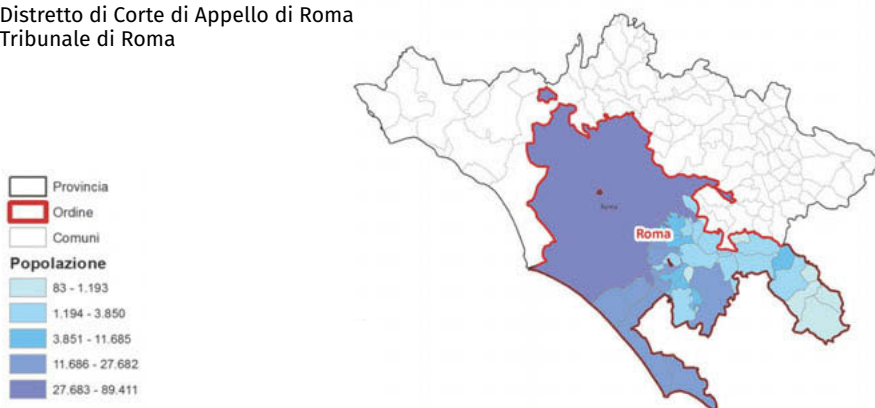 Distretto di Corte di Appello di Roma
Tribunale di Roma
Provincia
Ordine
Comuni
Popolazione
83 - 1.193
1.194 - 3.850
3.851 - 11.685
11.686 - 27.682
27.683 - 89.411
Roma
Roma